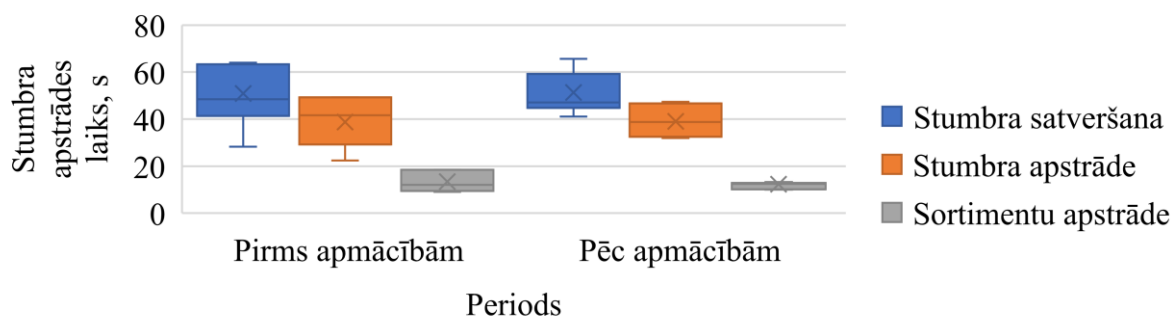 Stumbra
apstrādes
laiks, s
80
60
40
20
0
Pirms apmācībām
Pēc apmācībām
Periods
Stumbra satveršana
Stumbra apstrāde
Sortimentu apstrāde